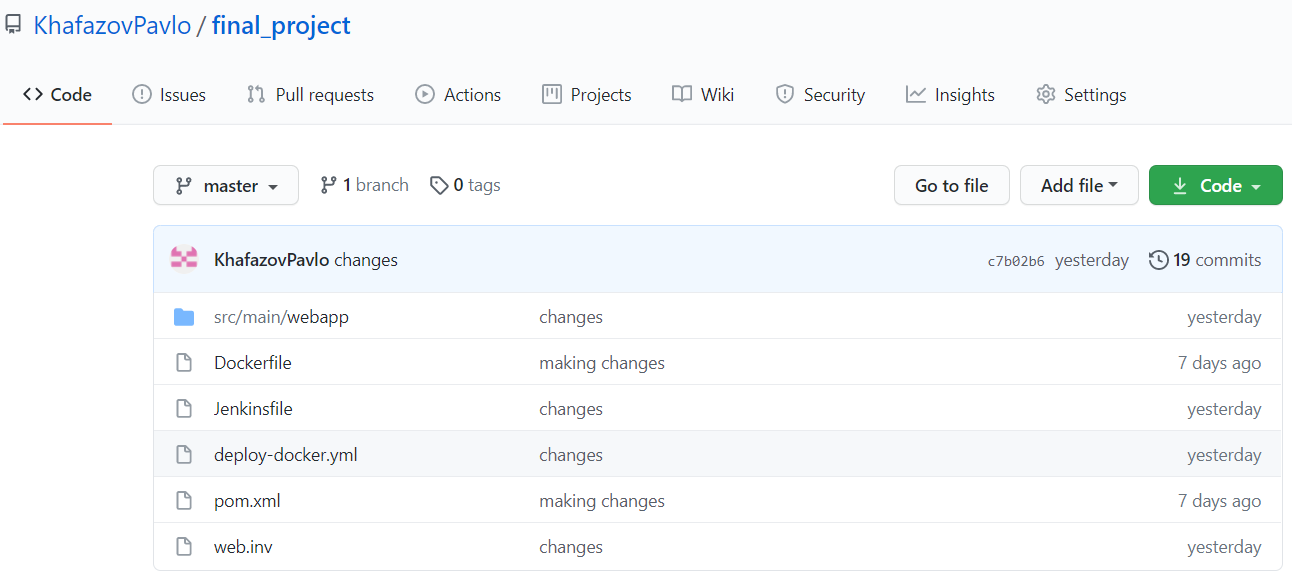 KhafazovPavlo / final_project
Code Issues Pull requests Actions Projects Wiki Security Insights Settings
master 1 branch 0 tags Go to file Add file Code
KhafazovPavlo changes c7b02b6 yesterday 19 commits
src/main/webapp changes yesterday
Dockerfile making changes 7 days ago
Jenkinsfile changes yesterday
deploy-docker.yml changes yesterday
pom.xml making changes 7 days ago
web.inv changes yesterday